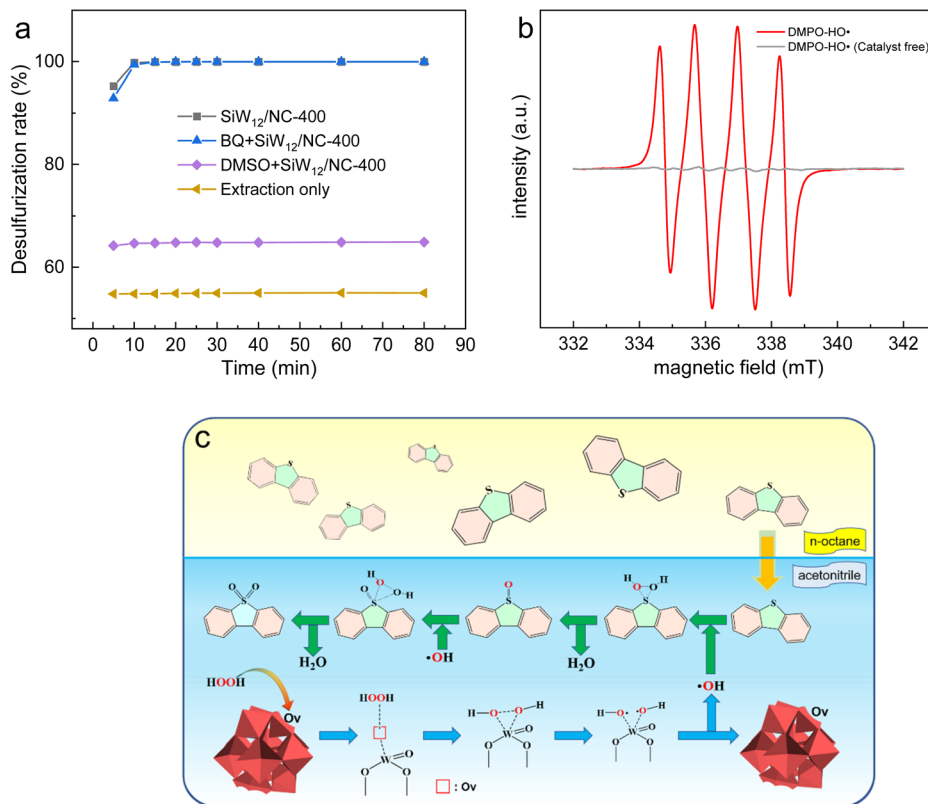 a
Desulfurization rate (%)
100
80
60
SiW₁₂/NC-400
BQ+SiW₁₂/NC-400
DMSO+SiW₁₂/NC-400
Extraction only
0 10 20 30 40 50 60 70 80 90
Time (min)
b
intensity (a.u.)
DMPO-HO•
DMPO-HO• (Catalyst free)
332 334 336 338 340 342
magnetic field (mT)
c
S
S
S
S
S
S
n-octane
acetonitrile
O O
S
H
O O
O H
S
O
S
H H
O O
S
S
H₂O
•OH
H₂O
•OH
HOOH
Ov
HOOH
W O
O O
H O O H
W O
O O
H O• •O H
W O
O O
Ov
: Ov